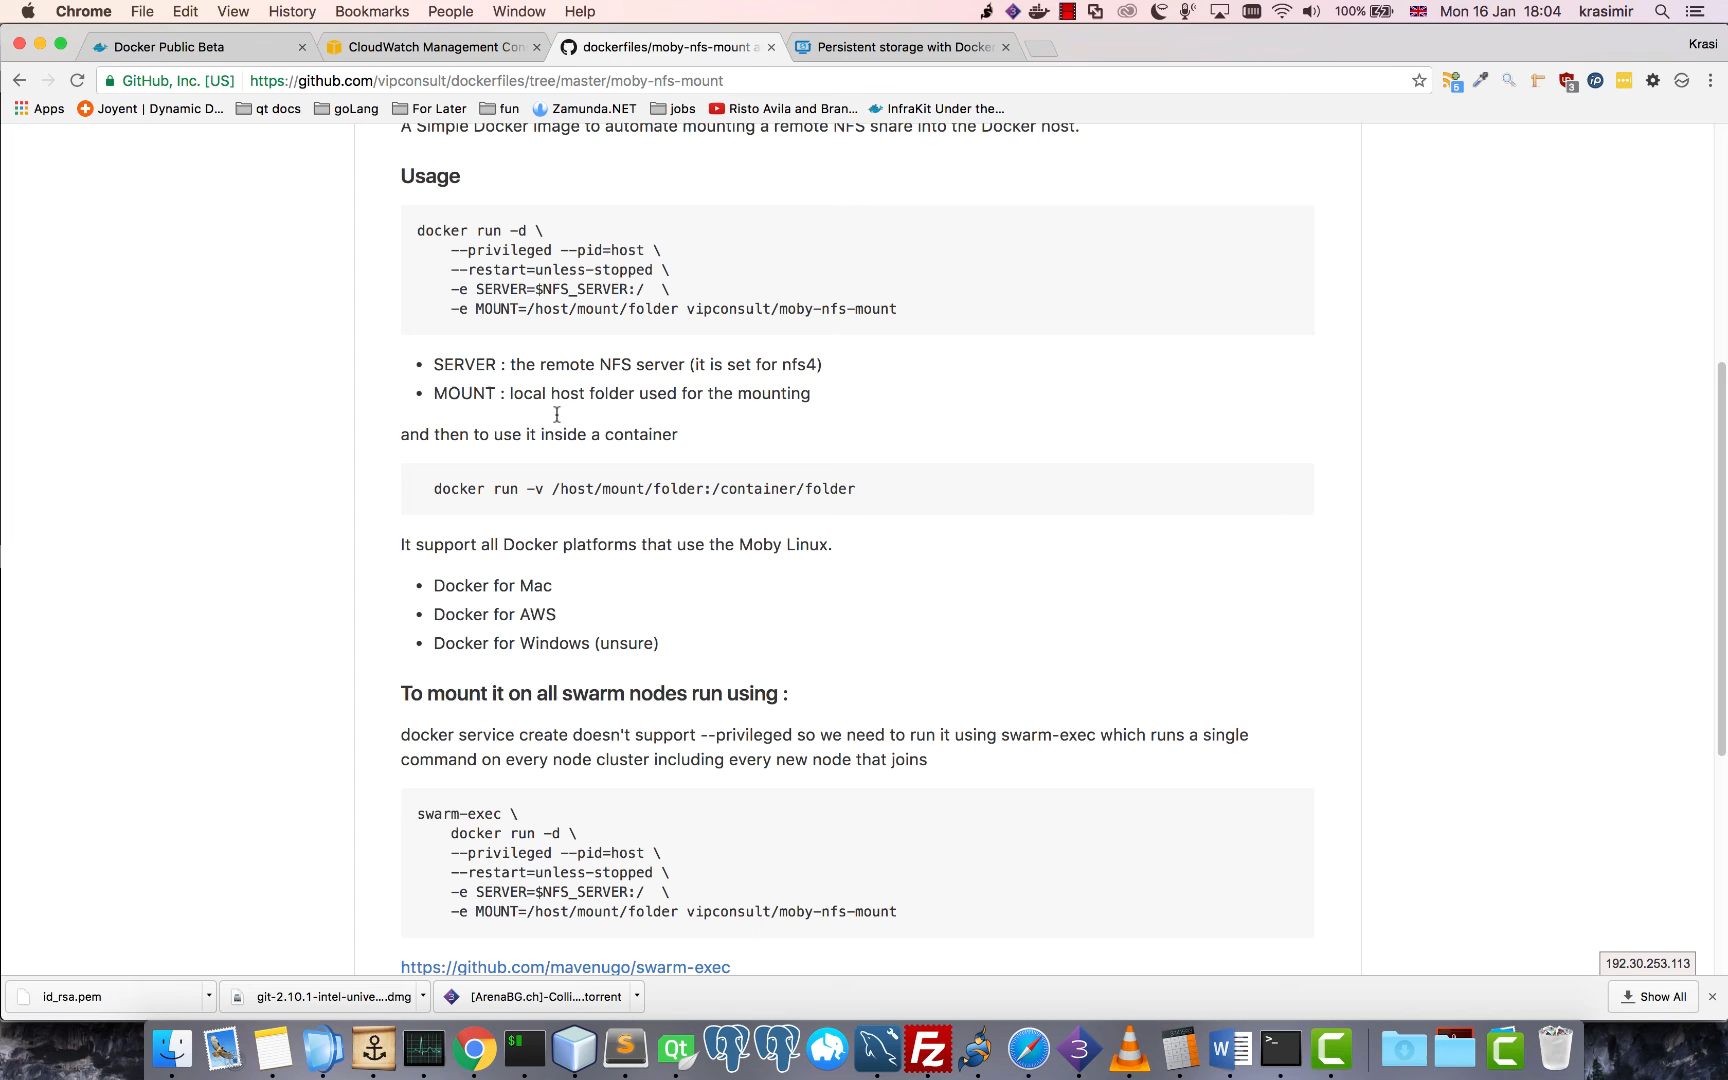 Chrome File Edit View History Bookmarks People Window Help 100% Mon 16 Jan 18:04 krasimir
Docker Public Beta × CloudWatch Management Con × dockerfiles/moby-nfs-mount a × Persistent storage with Docke × Krasi
GitHub, Inc. [US] https://github.com/vipconsult/dockerfiles/tree/master/moby-nfs-mount
Apps Joyent | Dynamic D... qt docs goLang For Later fun Zamunda.NET jobs Risto Avila and Bran... InfraKit Under the...
A Simple Docker image to automate mounting a remote NFS share into the Docker host.
Usage
docker run -d \
--privileged --pid=host \
--restart=unless-stopped \
-e SERVER=$NFS_SERVER:/ \
-e MOUNT=/host/mount/folder vipconsult/moby-nfs-mount
• SERVER : the remote NFS server (it is set for nfs4)
• MOUNT : local host folder used for the mounting
and then to use it inside a container
docker run -v /host/mount/folder:/container/folder
It support all Docker platforms that use the Moby Linux.
• Docker for Mac
• Docker for AWS
• Docker for Windows (unsure)
To mount it on all swarm nodes run using :
docker service create doesn't support --privileged so we need to run it using swarm-exec which runs a single
command on every node cluster including every new node that joins
swarm-exec \
docker run -d \
--privileged --pid=host \
--restart=unless-stopped \
-e SERVER=$NFS_SERVER:/ \
-e MOUNT=/host/mount/folder vipconsult/moby-nfs-mount
https://github.com/mavenugo/swarm-exec
192.30.253.113
id_rsa.pem git-2.10.1-intel-unive....dmg [ArenaBG.ch]-Colli....torrent Show All